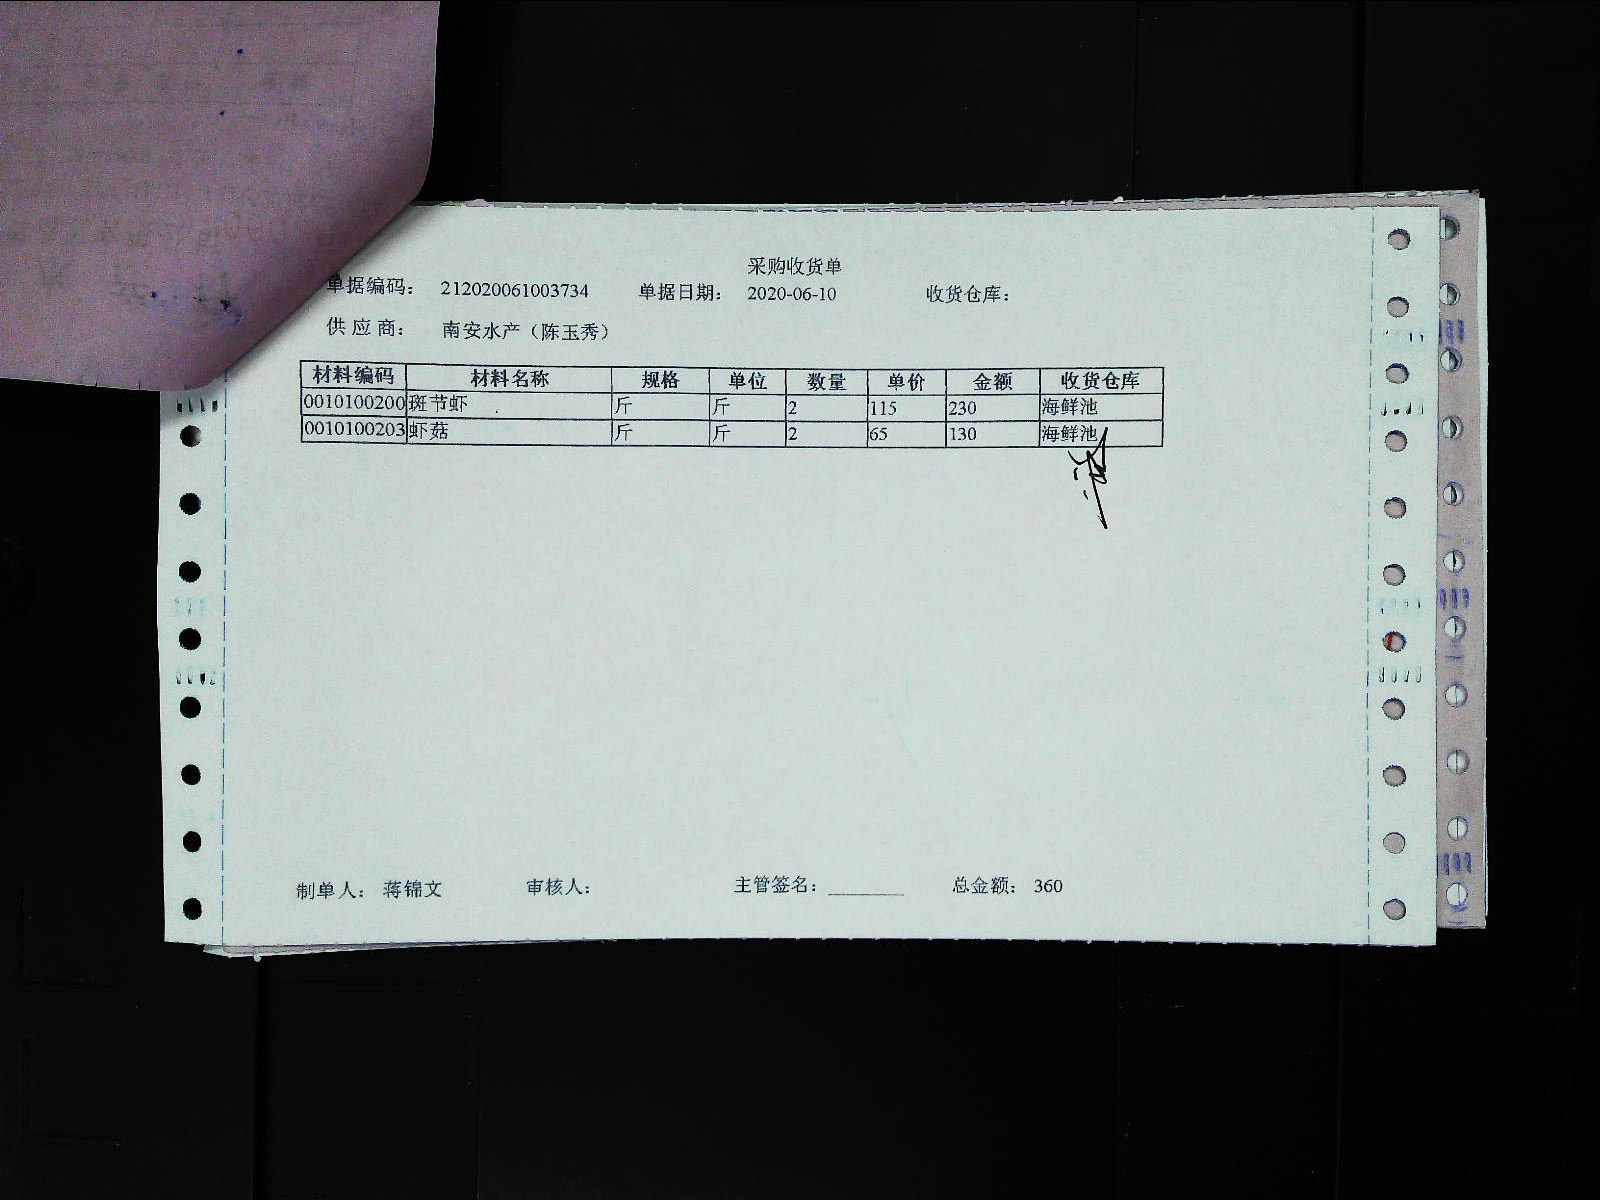 采购收货单
单据编码： 212020061003734 单据日期： 2020-06-10 收货仓库：
供 应 商： 南安水产（陈玉秀）
材料编码 材料名称 规格 单位 数量 单价 金额 收货仓库
0010100200 斑节虾 斤 斤 2 115 230 海鲜池
0010100203 虾菇 斤 斤 2 65 130 海鲜池
制单人： 蒋锦文 审核人： 主管签名： 总金额： 360